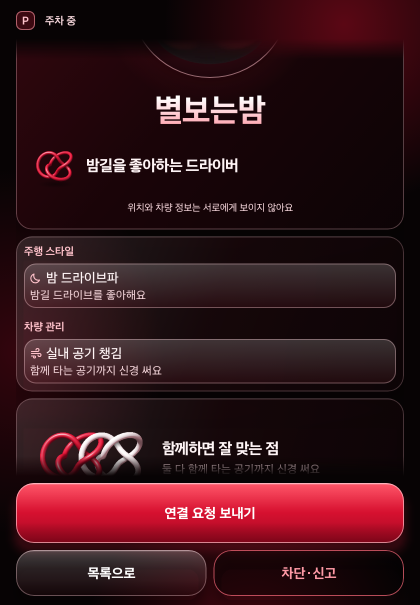 P 주차 중
별보는밤
밤길을 좋아하는 드라이버
위치와 차량 정보는 서로에게 보이지 않아요
주행 스타일
밤 드라이브파
밤길 드라이브를 좋아해요
차량 관리
실내 공기 챙김
함께 타는 공기까지 신경 써요
함께하면 잘 맞는 점
둘 다 함께 타는 공기까지 신경 써요
연결 요청 보내기
목록으로
차단·신고